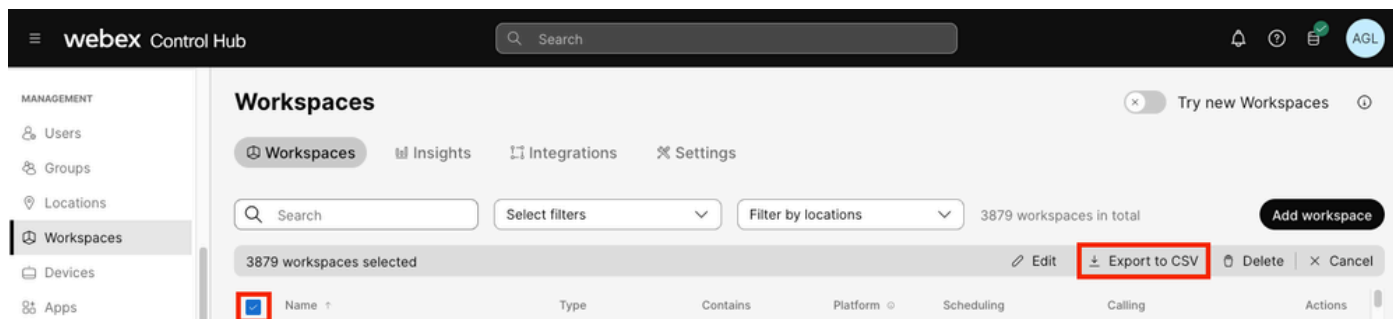 webex Control Hub
Search
AGL
MANAGEMENT
Users
Groups
Locations
Workspaces
Devices
Apps
Workspaces
Try new Workspaces
Workspaces
Insights
Integrations
Settings
Search
Select filters
Filter by locations
3879 workspaces in total
Add workspace
3879 workspaces selected
Edit
Export to CSV
Delete
Cancel
Name
Type
Contains
Platform
Scheduling
Calling
Actions